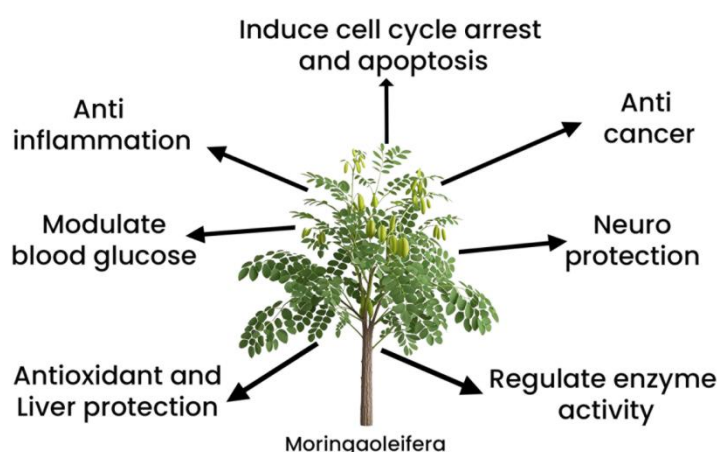 Induce cell cycle arrest
and apoptosis
Anti
inflammation
Anti
cancer
Modulate
blood glucose
Neuro
protection
Antioxidant and
Liver protection
Regulate enzyme
activity
Moringaoleifera